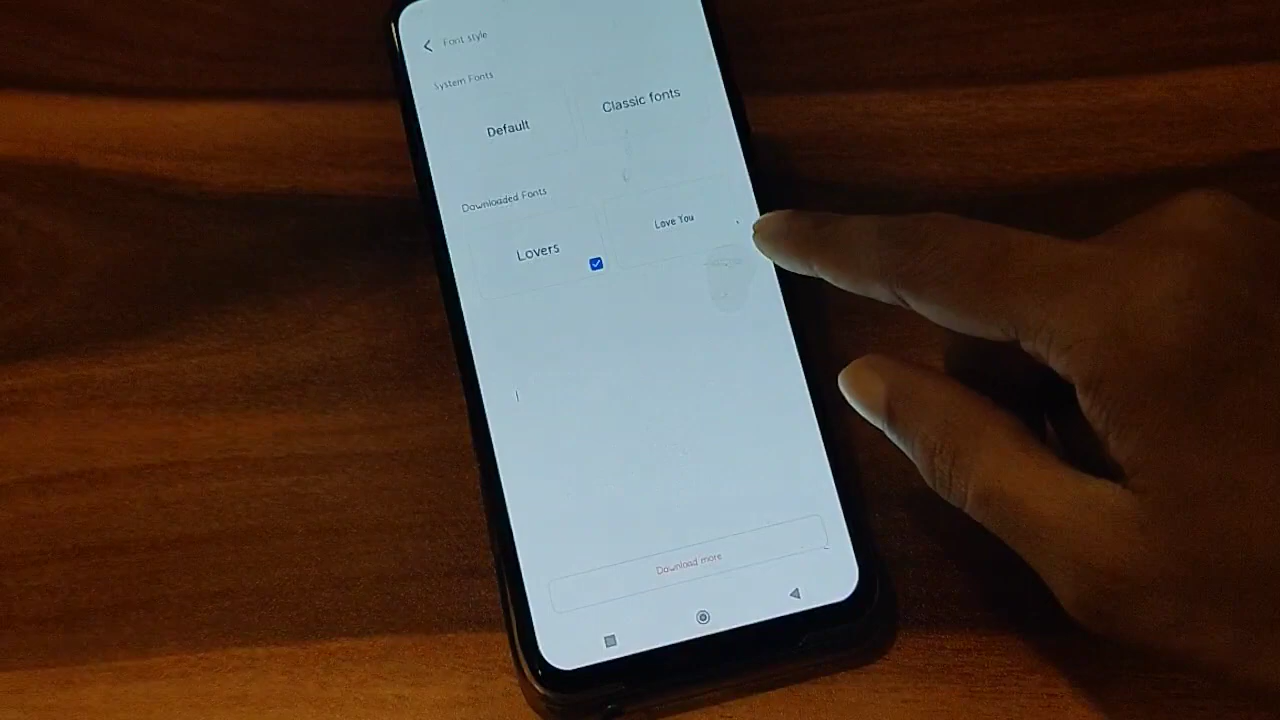 Font style
System Fonts
Default
Classic fonts
Downloaded Fonts
Lovers
Love You
Download more